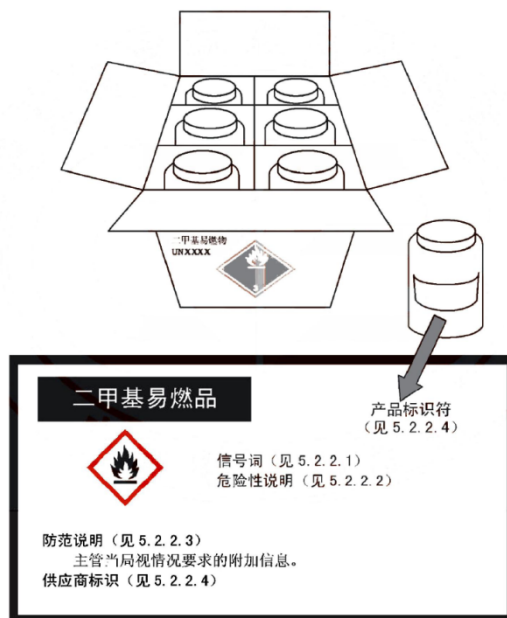 二甲基易燃物
UNXXXX
3
二甲基易燃品
产品标识符
(见 5.2.2.4)
信号词(见 5.2.2.1)
危险性说明(见 5.2.2.2)
防范说明(见 5.2.2.3)
主管当局视情况要求的附加信息。
供应商标识(见 5.2.2.4)